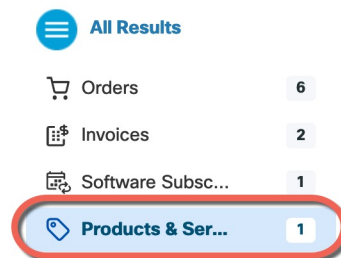 All Results
Orders 6
$ Invoices 2
Software Subsc... 1
Products & Ser... 1